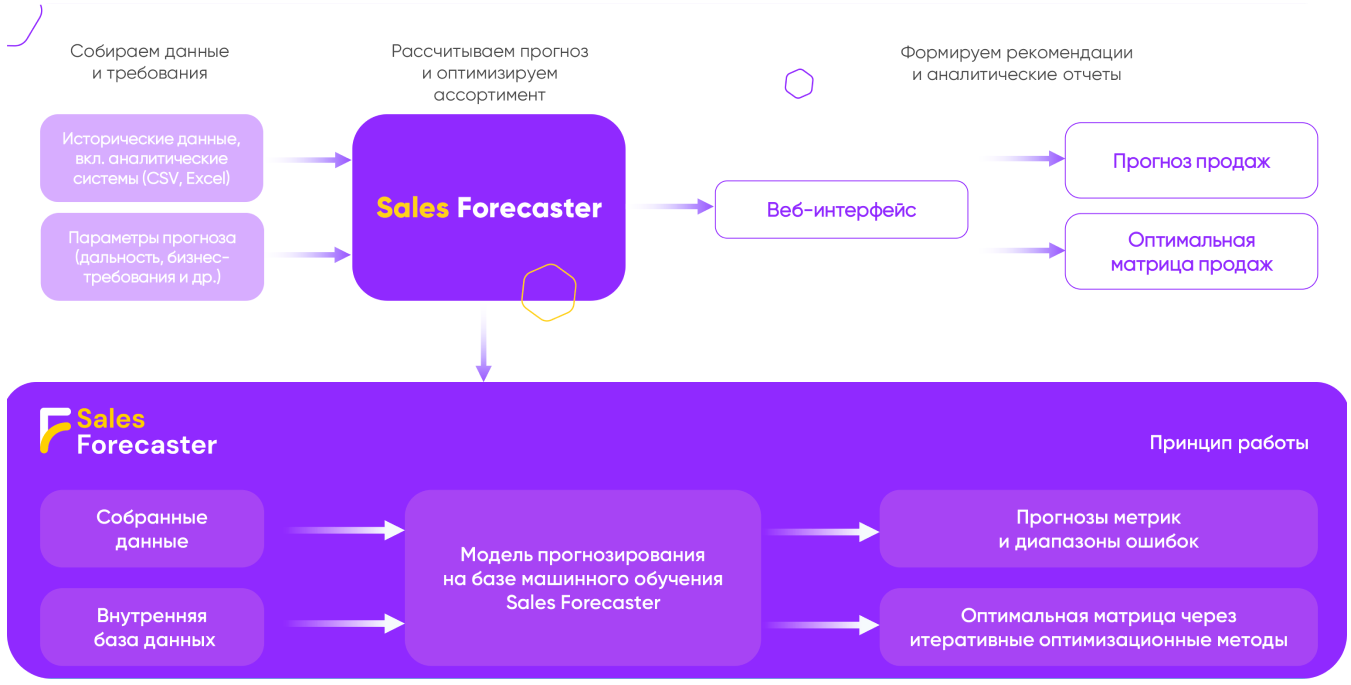 Собираем данные
и требования
Рассчитываем прогноз
и оптимизируем
ассортимент
Формируем рекомендации
и аналитические отчеты
Исторические данные,
вкл. аналитические
системы (CSV, Excel)
Параметры прогноза
(дальность, бизнес-
требования и др.)
Sales Forecaster
Веб-интерфейс
Прогноз продаж
Оптимальная
матрица продаж
Sales
Forecaster
Принцип работы
Собранные
данные
Внутренняя
база данных
Модель прогнозирования
на базе машинного обучения
Sales Forecaster
Прогнозы метрик
и диапазоны ошибок
Оптимальная матрица через
итеративные оптимизационные методы